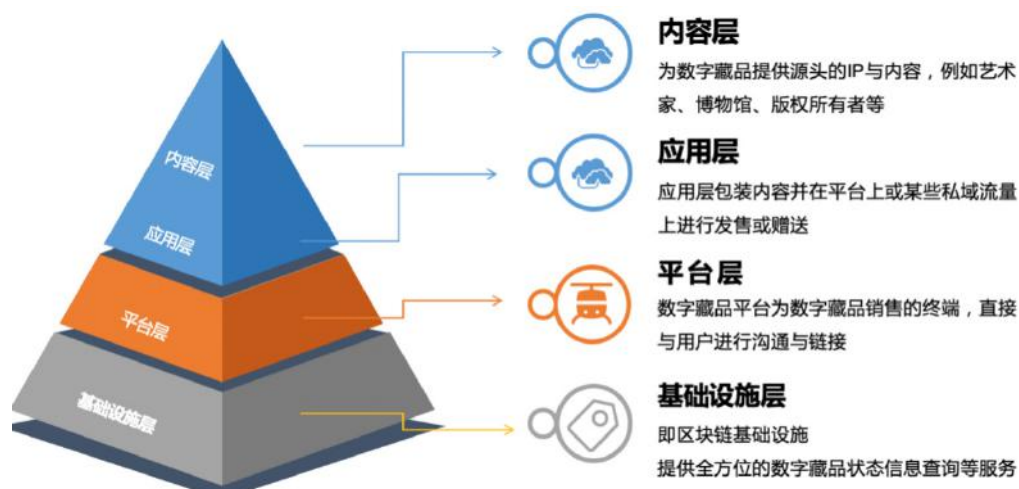 内容层
为数字藏品提供源头的IP与内容，例如艺术
家、博物馆、版权所有者等
应用层
应用层包装内容并在平台上或某些私域流量
上进行发售或赠送
平台层
数字藏品平台为数字藏品销售的终端，直接
与用户进行沟通与链接
基础设施层
即区块链基础设施
提供全方位的数字藏品状态信息查询等服务
内容层
应用层
平台层
基础设施层